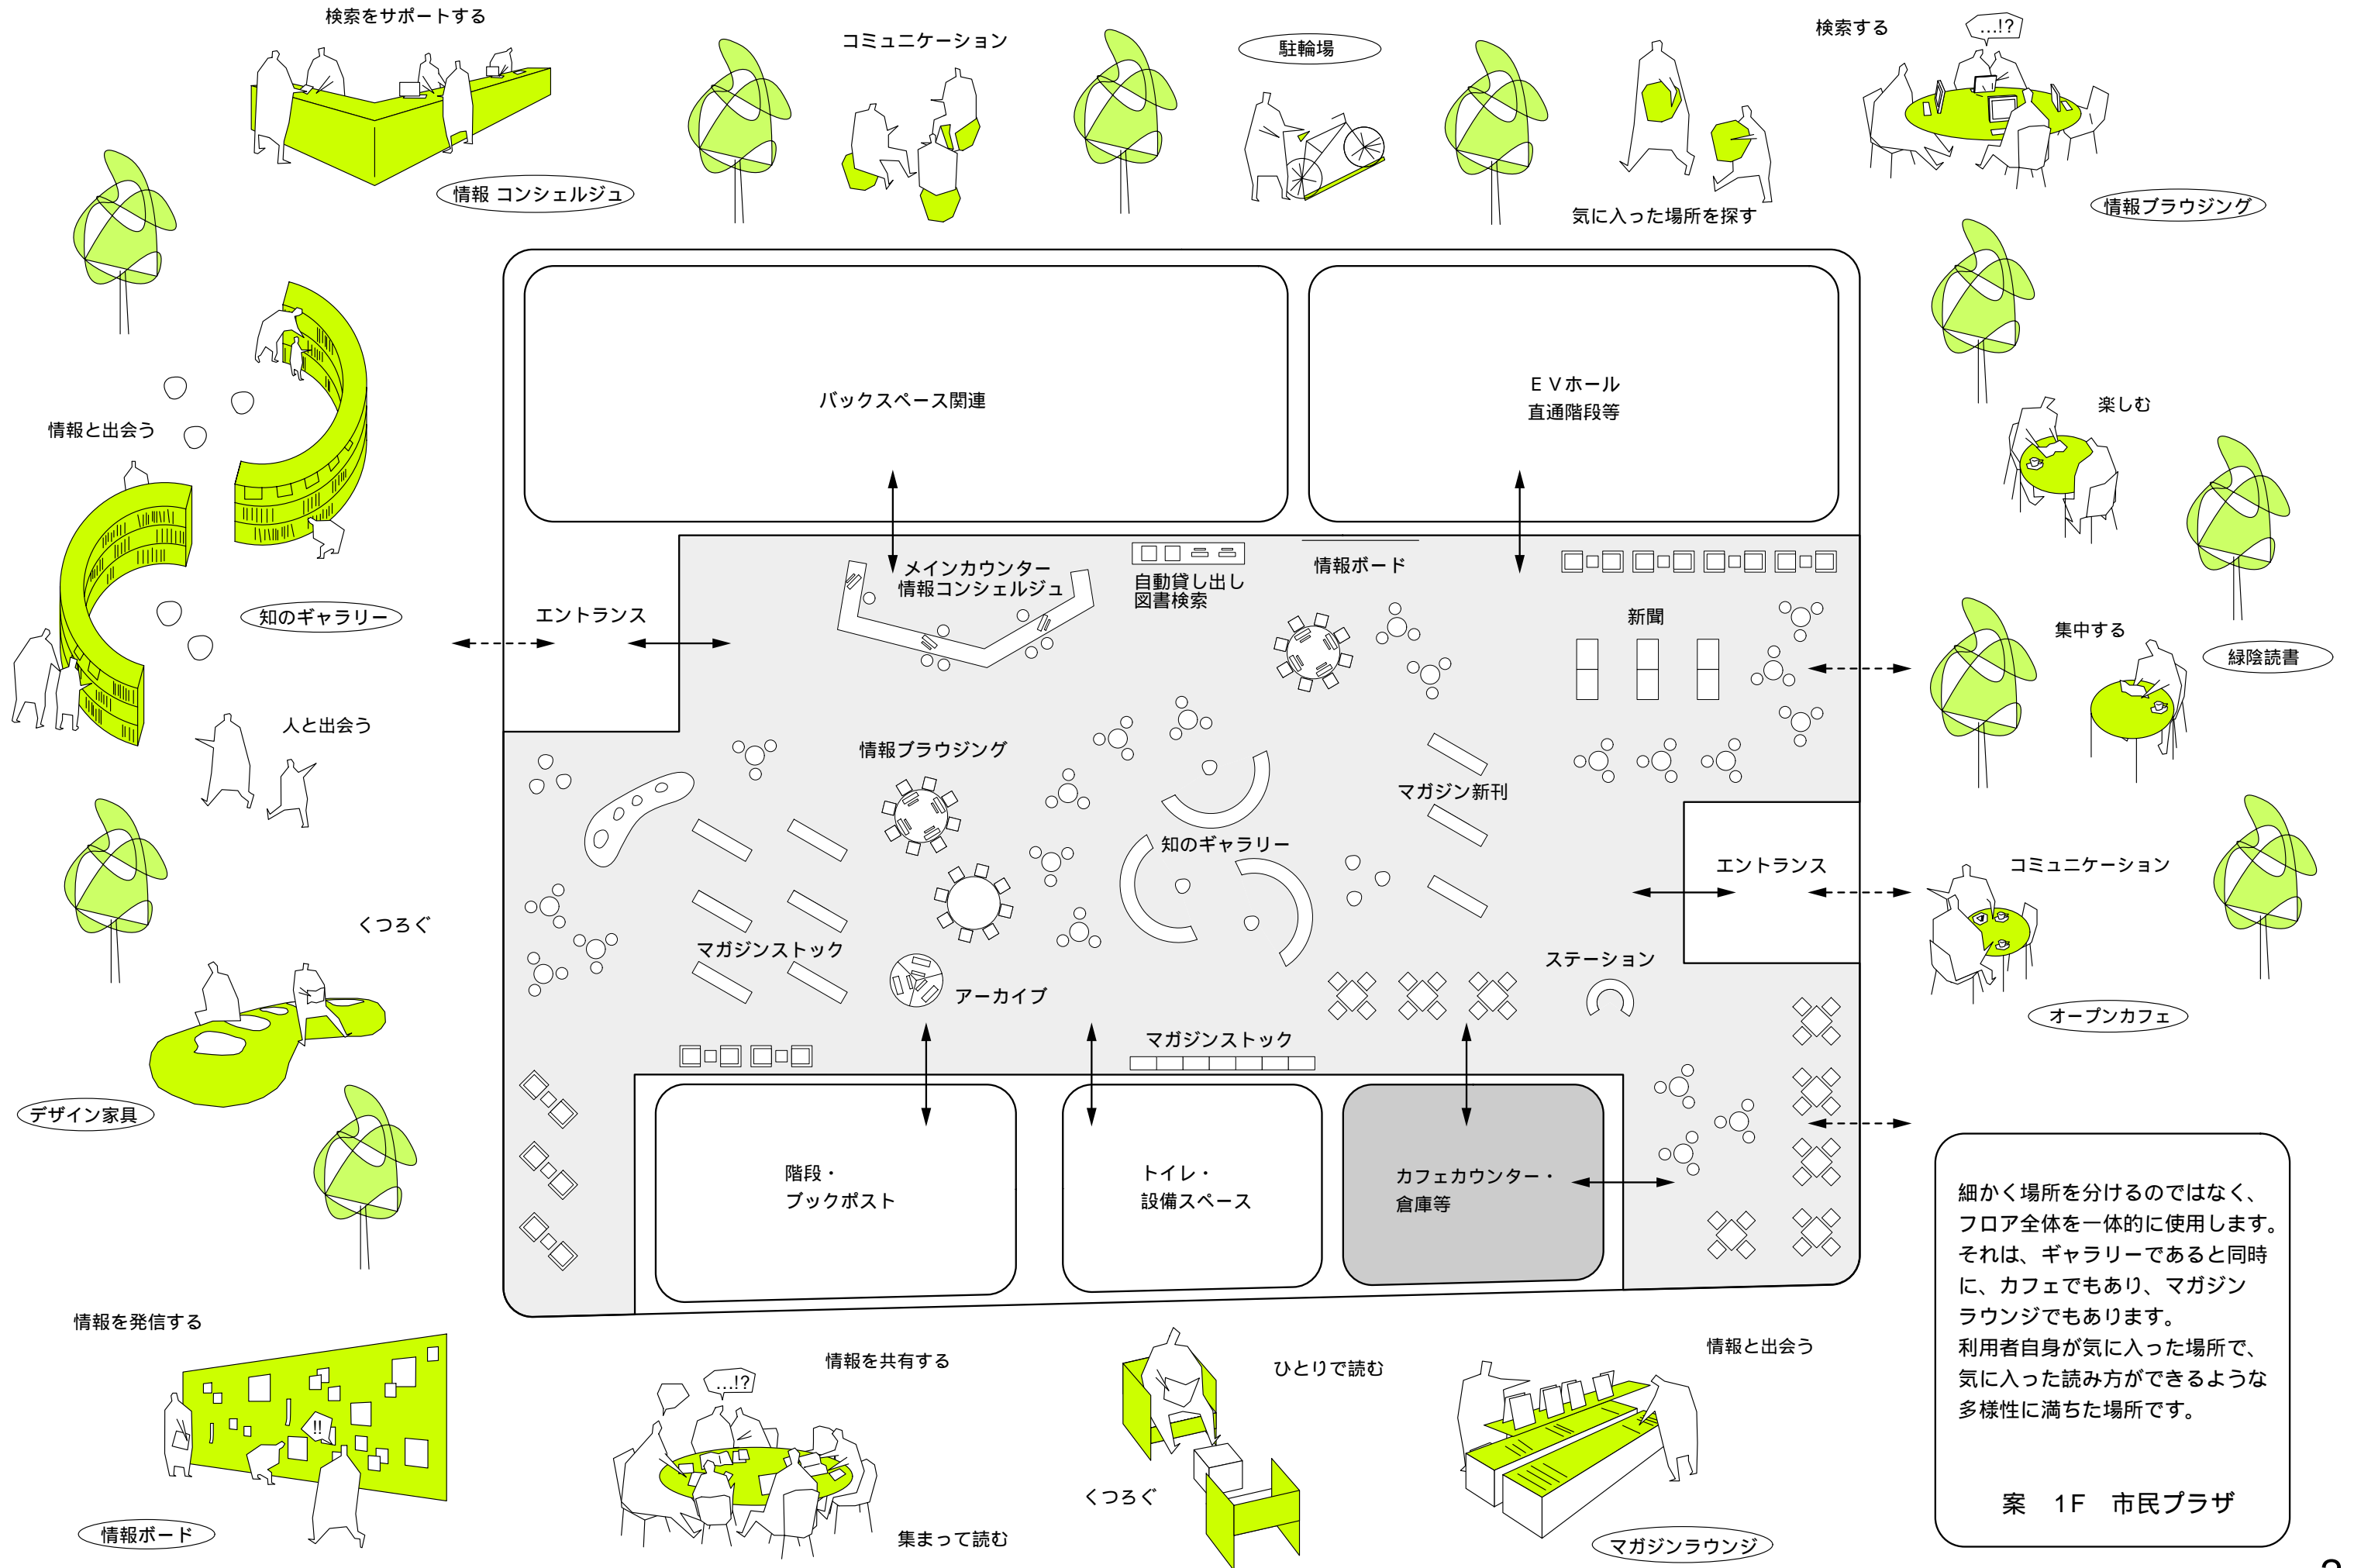 検索をサポートする
情報 コンシェルジュ
コミュニケーション
駐輪場
気に入った場所を探す
検索する
...!?
情報ブラウジング
情報と出会う
知のギャラリー
人と出会う
くつろぐ
デザイン家具
バックスペース関連
ＥＶホール
直通階段等
エントランス
メインカウンター
情報コンシェルジュ
自動貸し出し
図書検索
情報ボード
新聞
情報ブラウジング
マガジン新刊
知のギャラリー
エントランス
マガジンストック
アーカイブ
ステーション
マガジンストック
階段・
ブックポスト
トイレ・
設備スペース
カフェカウンター・
倉庫等
楽しむ
集中する
緑陰読書
コミュニケーション
オープンカフェ
細かく場所を分けるのではなく、
フロア全体を一体的に使用します。
それは、ギャラリーであると同時
に、カフェでもあり、マガジン
ラウンジでもあります。
利用者自身が気に入った場所で、
気に入った読み方ができるような
多様性に満ちた場所です。
案　1F　市民プラザ
情報を発信する
!!
情報ボード
情報を共有する
...!?
集まって読む
ひとりで読む
くつろぐ
情報と出会う
マガジンラウンジ